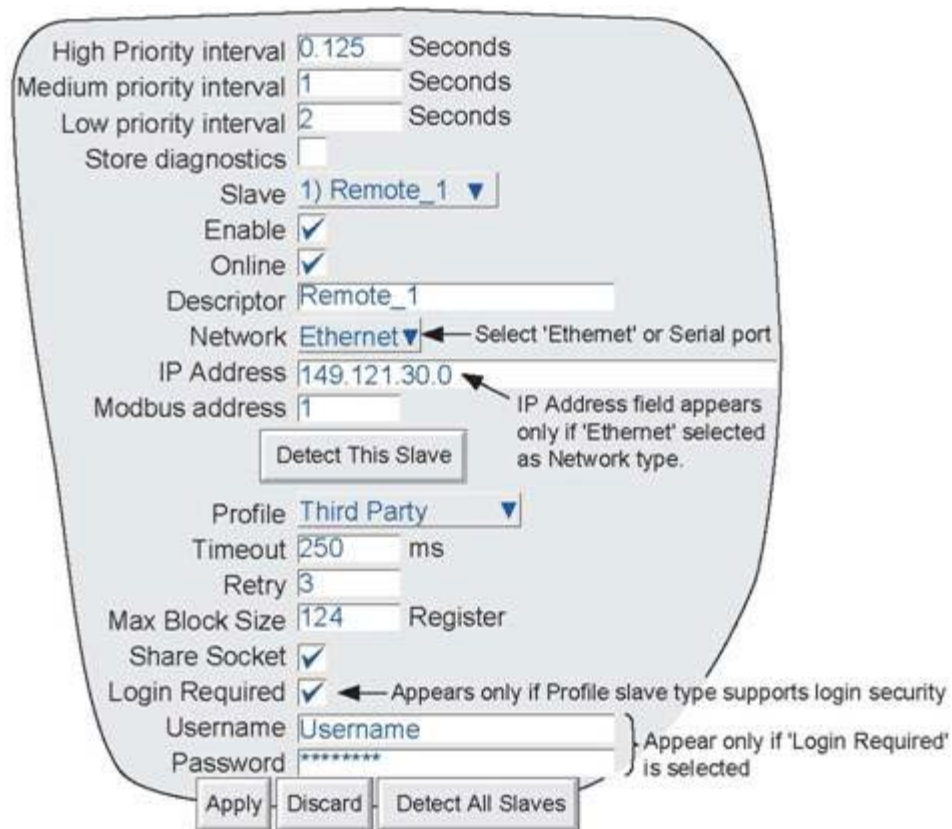 High Priority interval 0.125 Seconds
Medium priority interval 1 Seconds
Low priority interval 2 Seconds
Store diagnostics
Slave 1) Remote_1
Enable
Online
Descriptor Remote_1
Network Ethernet Select 'Ethernet' or Serial port
IP Address 149.121.30.0
Modbus address 1
IP Address field appears
only if 'Ethernet' selected
as Network type.
Detect This Slave
Profile Third Party
Timeout 250 ms
Retry 3
Max Block Size 124 Register
Share Socket
Login Required Appears only if Profile slave type supports login security
Username Username
Password ********
Appear only if 'Login Required'
is selected
Apply Discard Detect All Slaves